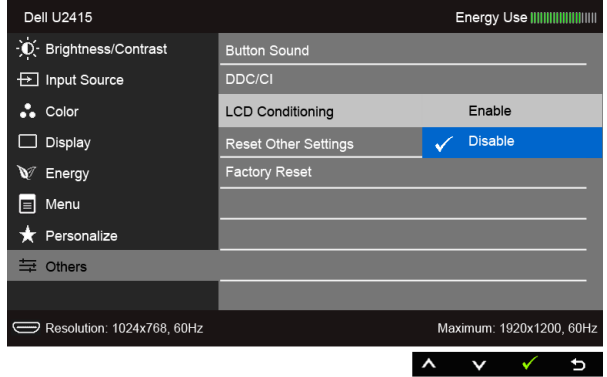 Dell U2415 Energy Use
Brightness/Contrast Button Sound
Input Source DDC/CI
Color LCD Conditioning Enable
Display Reset Other Settings Disable
Energy Factory Reset
Menu
Personalize
Others
Resolution: 1024x768, 60Hz Maximum: 1920x1200, 60Hz